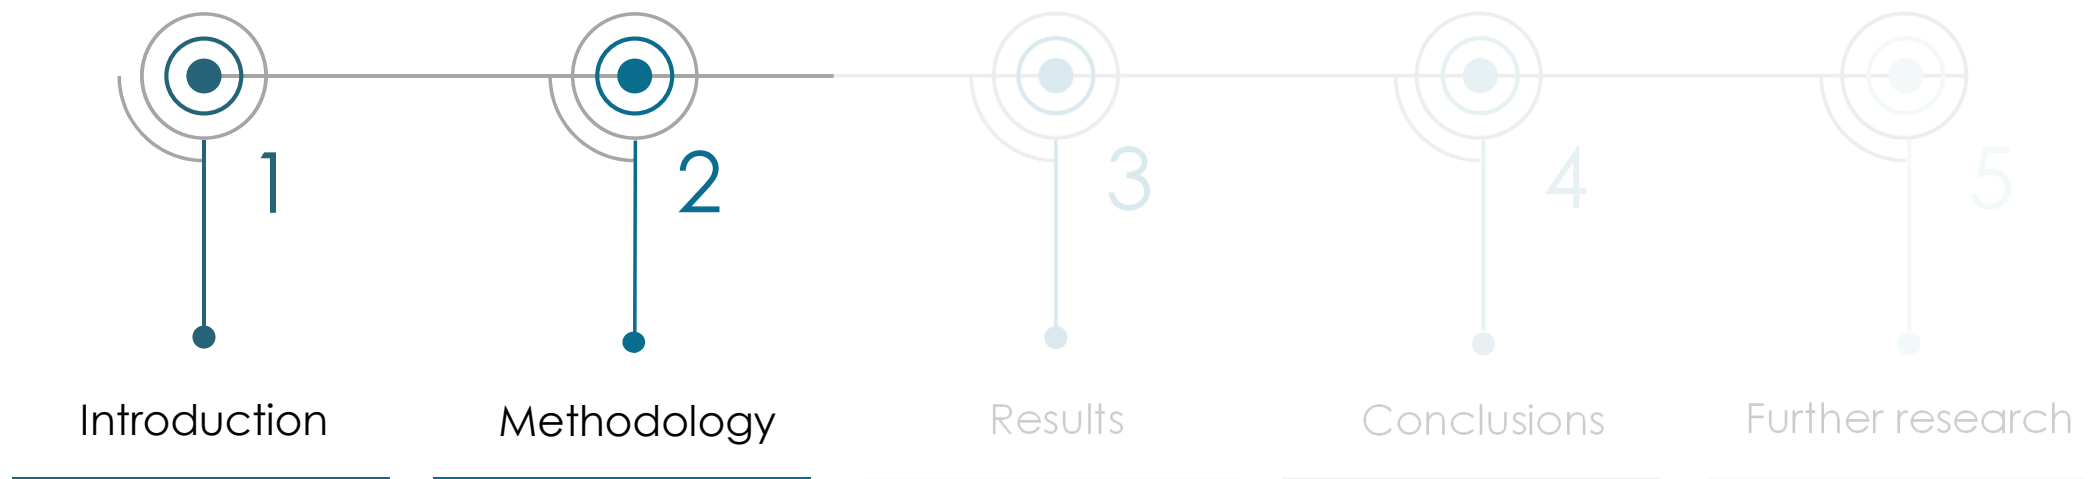 1
2
3
4
5
Introduction
Methodology
Results
Conclusions
Further research